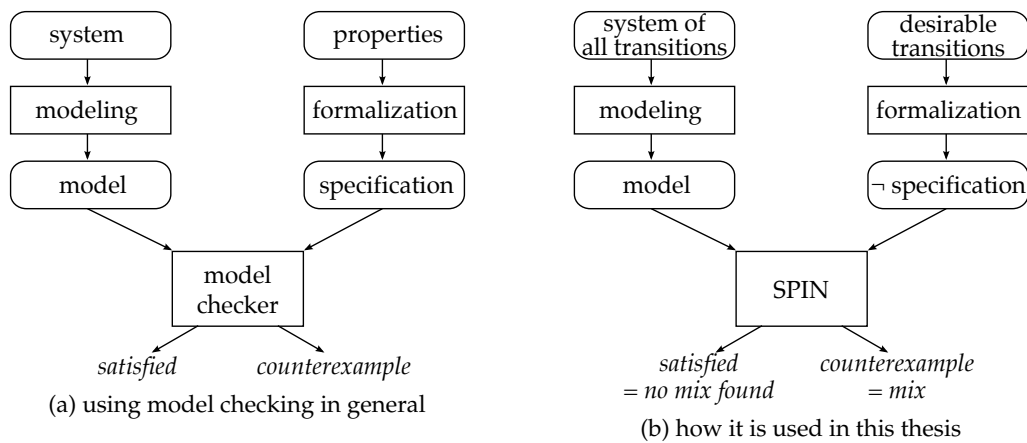 system
properties
modeling
formalization
model
specification
model
checker
satisfied
counterexample
(a) using model checking in general
system of
all transitions
desirable
transitions
modeling
formalization
model
¬ specification
SPIN
satisfied
= no mix found
counterexample
= mix
(b) how it is used in this thesis